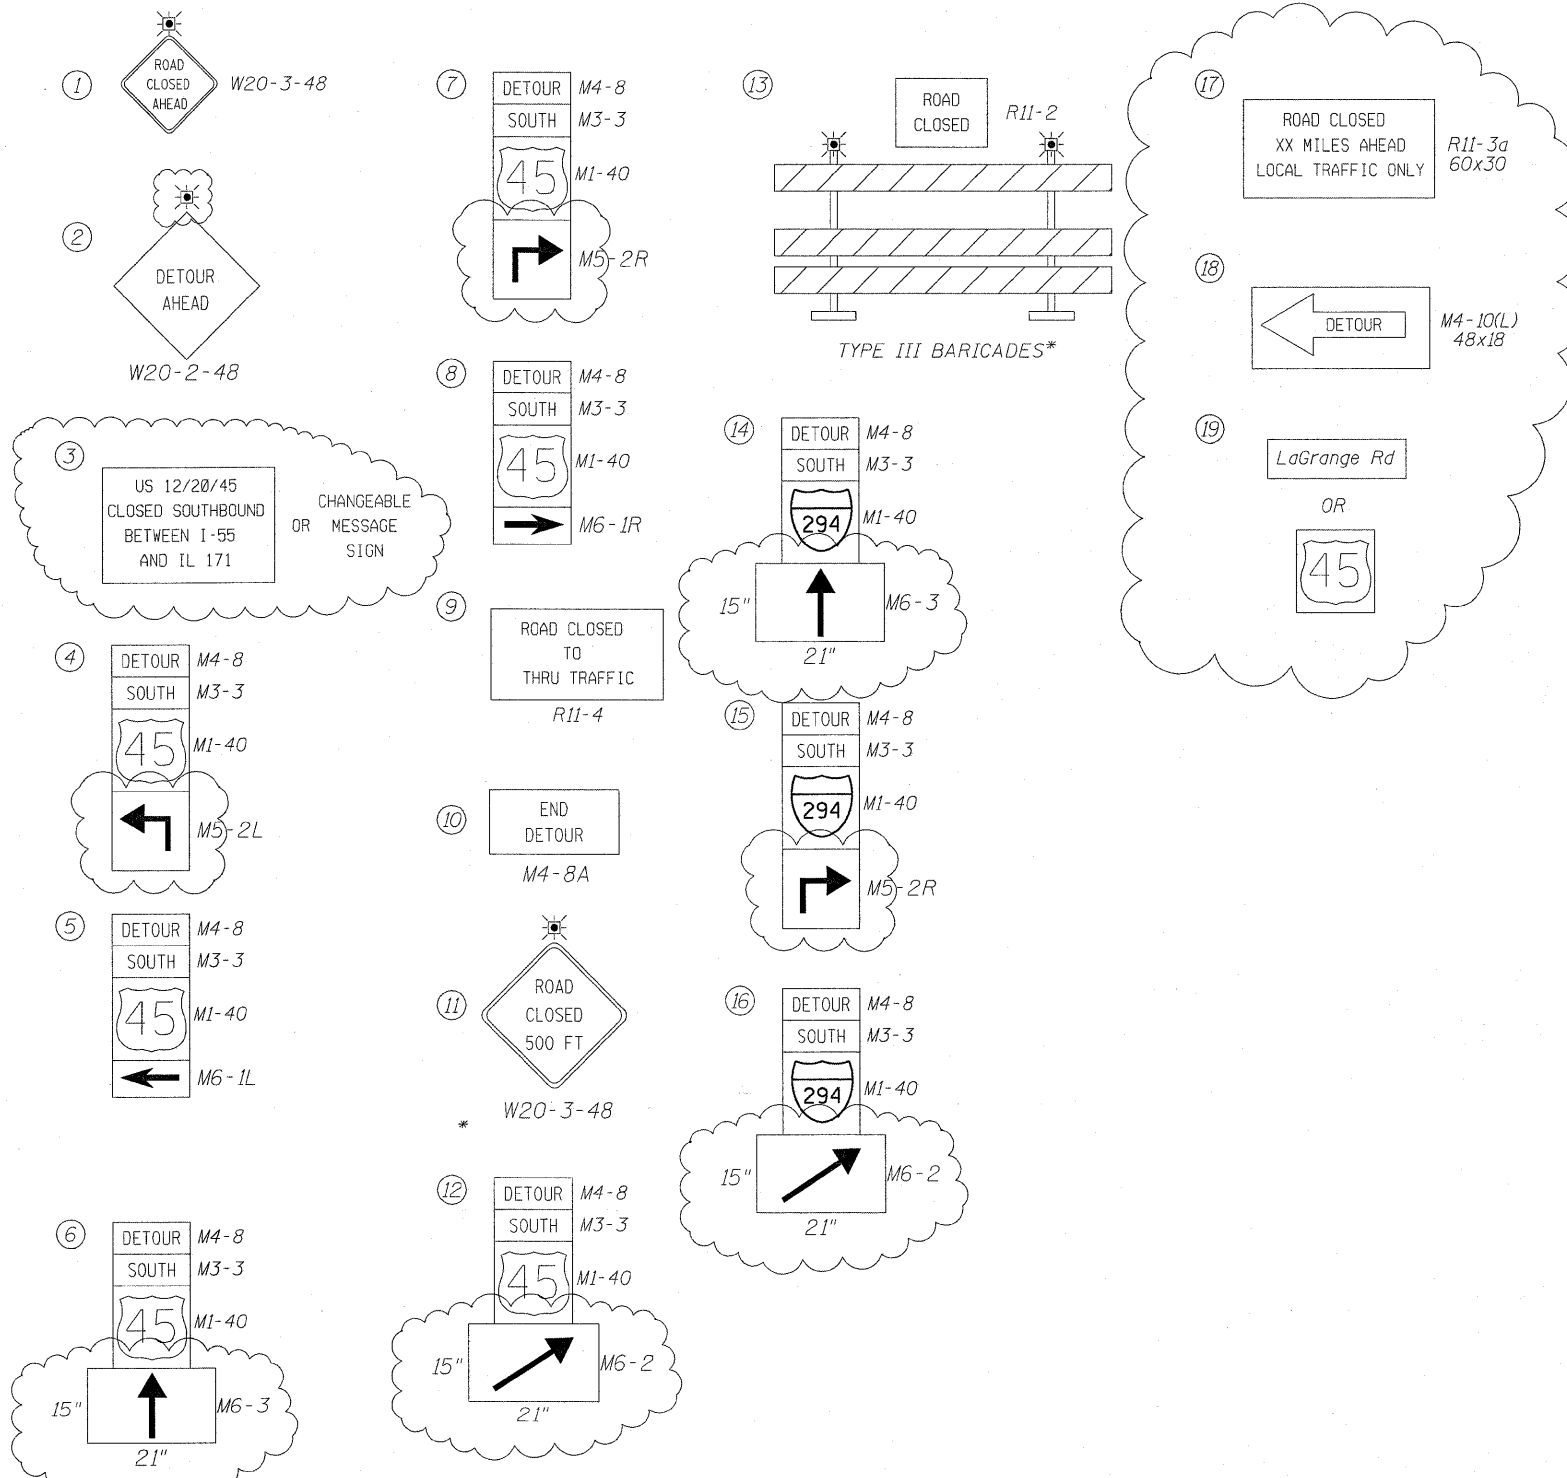 1
ROAD
CLOSED
AHEAD
W20-3-48
2
DETOUR
AHEAD
W20-2-48
3
US 12/20/45
CLOSED SOUTHBOUND
BETWEEN I-55
AND IL 171
OR
CHANGEABLE
MESSAGE
SIGN
4
DETOUR M4-8
SOUTH M3-3
45 M1-40
M5-2L
5
DETOUR M4-8
SOUTH M3-3
45 M1-40
M6-1L
6
DETOUR M4-8
SOUTH M3-3
45 M1-40
15" M6-3
21"
7
DETOUR M4-8
SOUTH M3-3
45 M1-40
M5-2R
8
DETOUR M4-8
SOUTH M3-3
45 M1-40
M6-1R
9
ROAD CLOSED
TO
THRU TRAFFIC
R11-4
10
END
DETOUR
M4-8A
11
ROAD
CLOSED
500 FT
W20-3-48
*
12
DETOUR M4-8
SOUTH M3-3
45 M1-40
15" M6-2
21"
13
ROAD
CLOSED
R11-2
TYPE III BARICADES*
14
DETOUR M4-8
SOUTH M3-3
294 M1-40
15" M6-3
21"
15
DETOUR M4-8
SOUTH M3-3
294 M1-40
M5-2R
16
DETOUR M4-8
SOUTH M3-3
294 M1-40
15" M6-2
21"
17
ROAD CLOSED
XX MILES AHEAD
LOCAL TRAFFIC ONLY
R11-3a
60x30
18
DETOUR
M4-10(L)
48x18
19
LaGrange Rd
OR
45